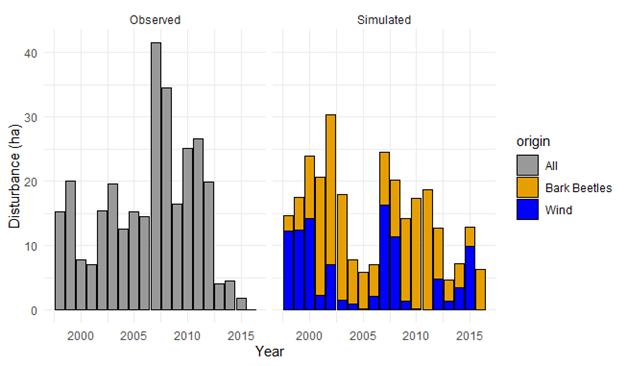 Observed
Simulated
Disturbance (ha)
40
30
20
10
0
2000
2005
2010
2015
2000
2005
2010
2015
Year
origin
All
Bark Beetles
Wind